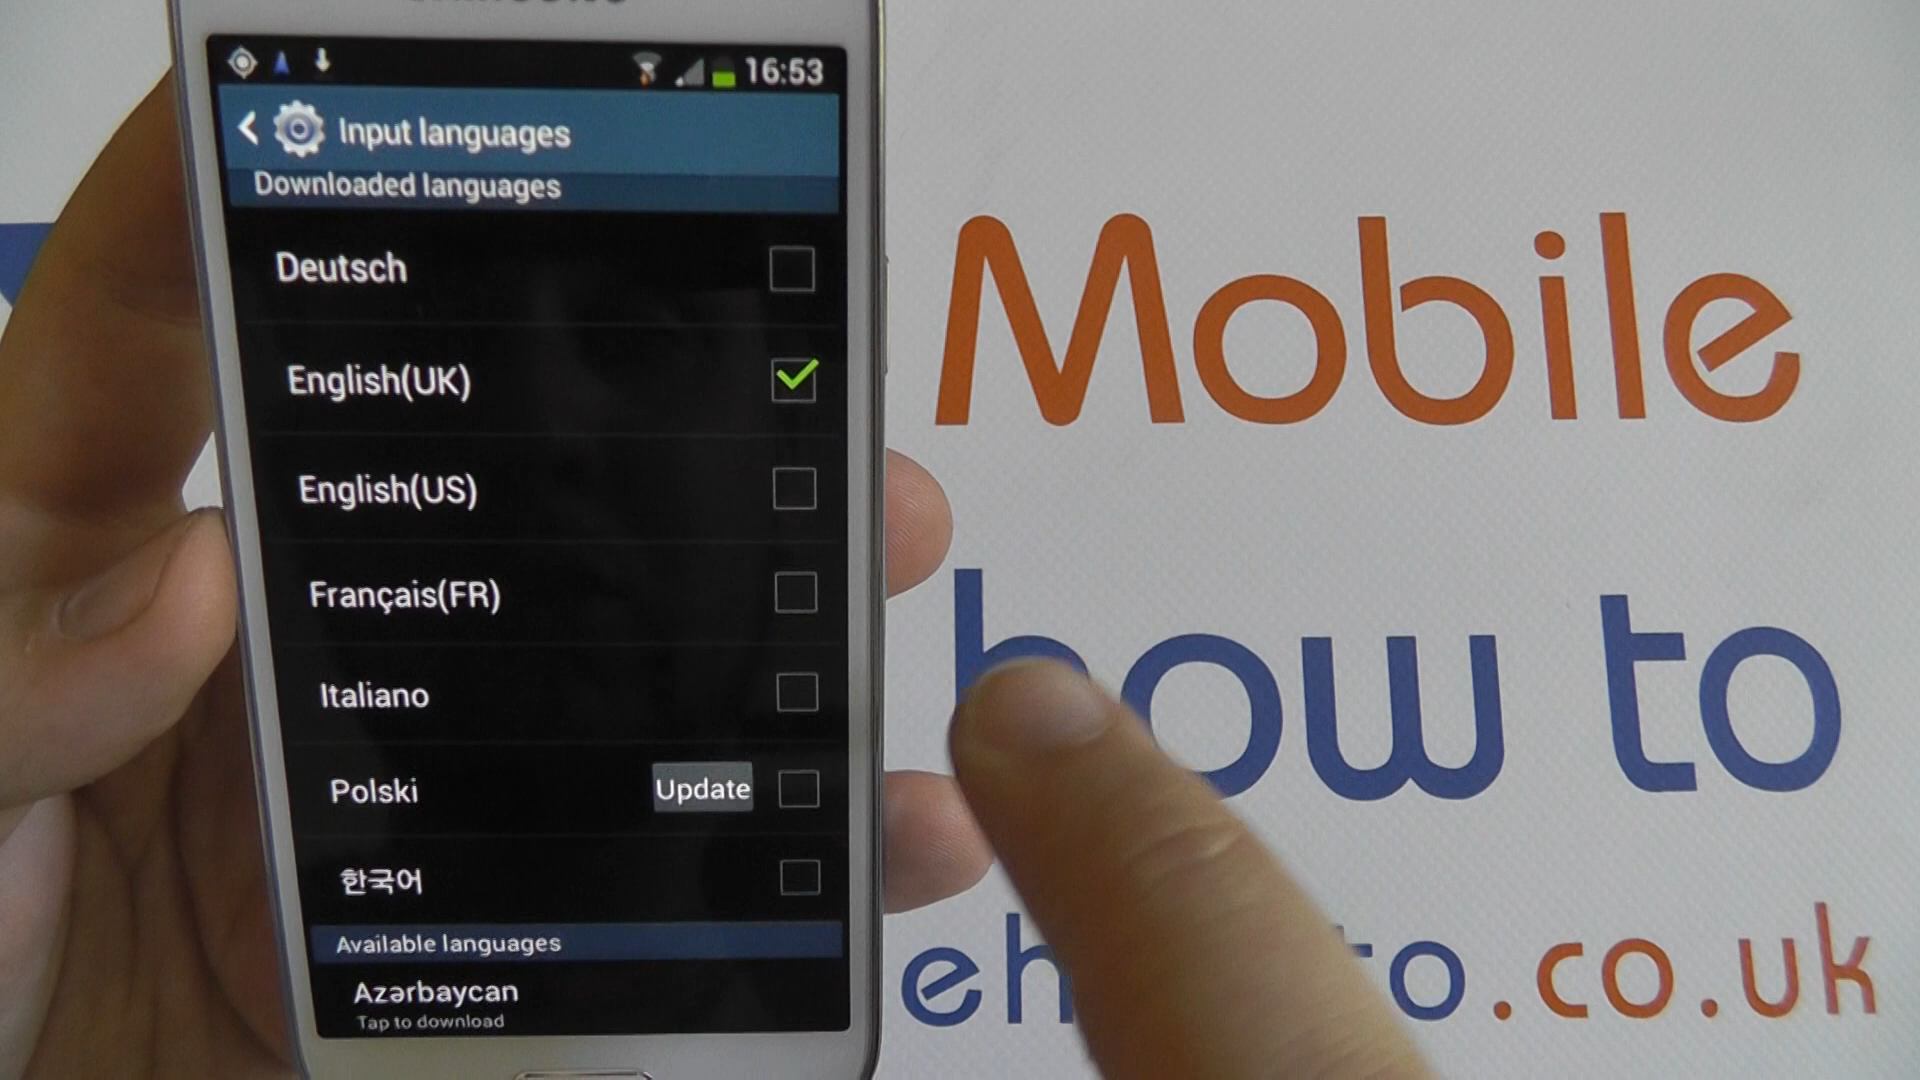 16:53
Input languages
Downloaded languages
Deutsch
English(UK)
English(US)
Français(FR)
Italiano
Polski
Update
한국어
Available languages
Azərbaycan
Tap to download
Mobile
how to
.co.uk